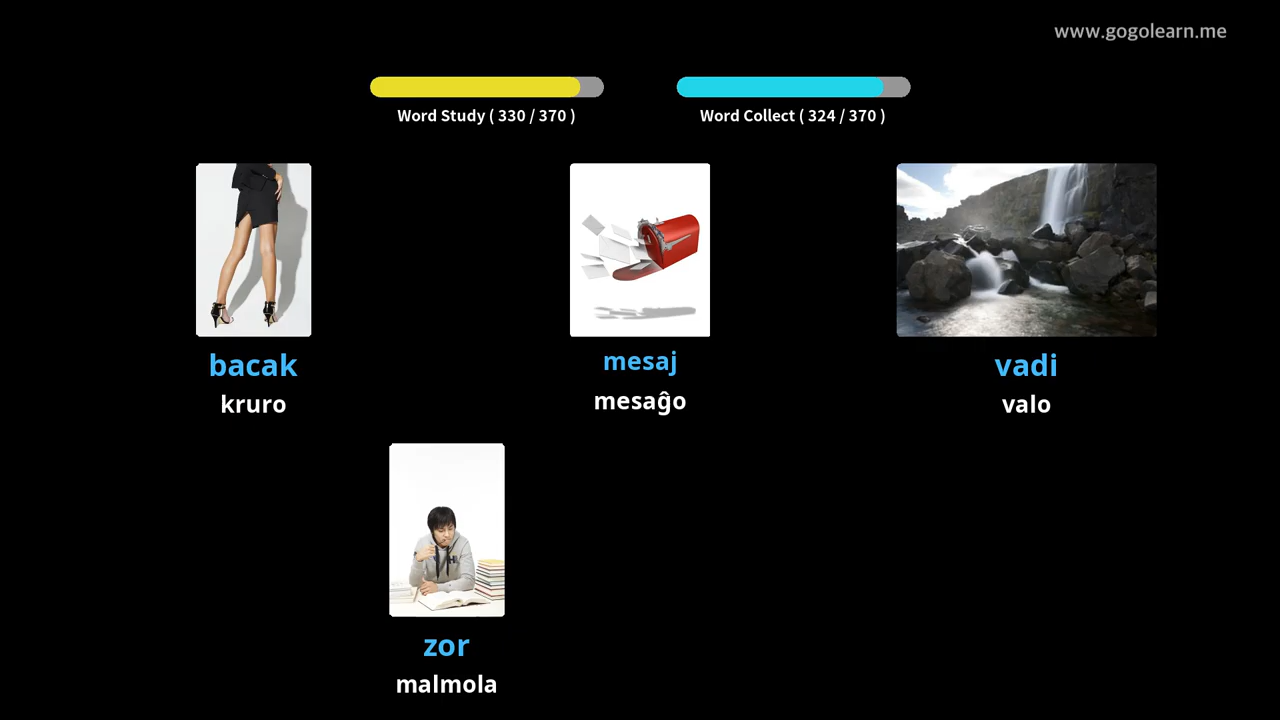 www.gogolearn.me
Word Study ( 330 / 370 )
Word Collect ( 324 / 370 )
bacak
kruro
mesaj
mesaĝo
vadi
valo
zor
malmola